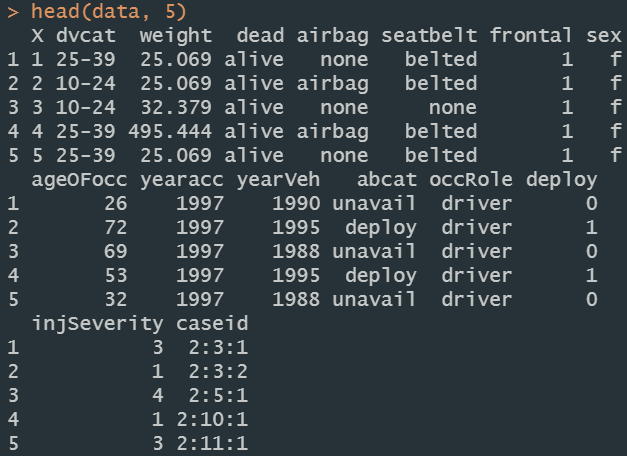 > head(data, 5)
  X dvcat  weight  dead airbag seatbelt frontal sex
1 1 25-39  25.069 alive   none   belted       1   f
2 2 10-24  25.069 alive airbag   belted       1   f
3 3 10-24  32.379 alive   none     none       1   f
4 4 25-39 495.444 alive airbag   belted       1   f
5 5 25-39  25.069 alive   none   belted       1   f
  ageOFocc yearacc yearVeh   abcat occRole deploy
1       26    1997    1990 unavail  driver      0
2       72    1997    1995  deploy  driver      1
3       69    1997    1988 unavail  driver      0
4       53    1997    1995  deploy  driver      1
5       32    1997    1988 unavail  driver      0
  injSeverity caseid
1           3  2:3:1
2           1  2:3:2
3           4  2:5:1
4           1 2:10:1
5           3 2:11:1